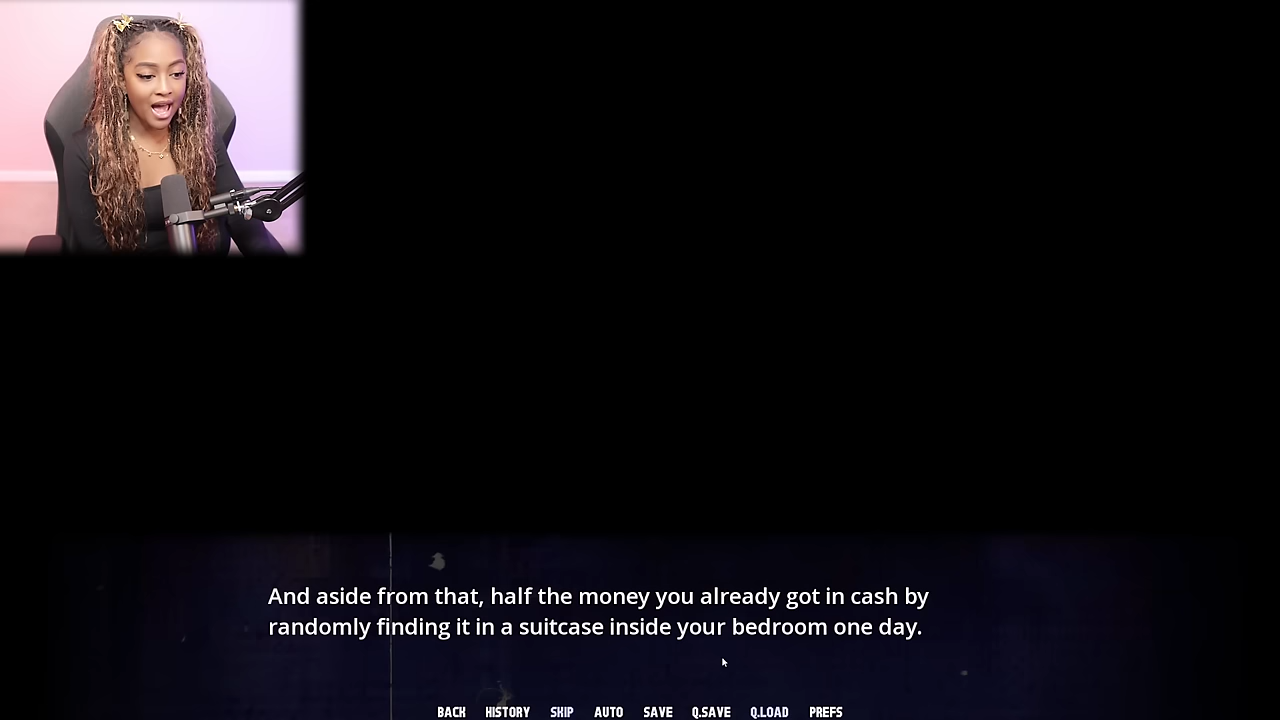 And aside from that, half the money you already got in cash by
randomly finding it in a suitcase inside your bedroom one day.
BACK HISTORY SKIP AUTO SAVE Q.SAVE Q.LOAD PREFS